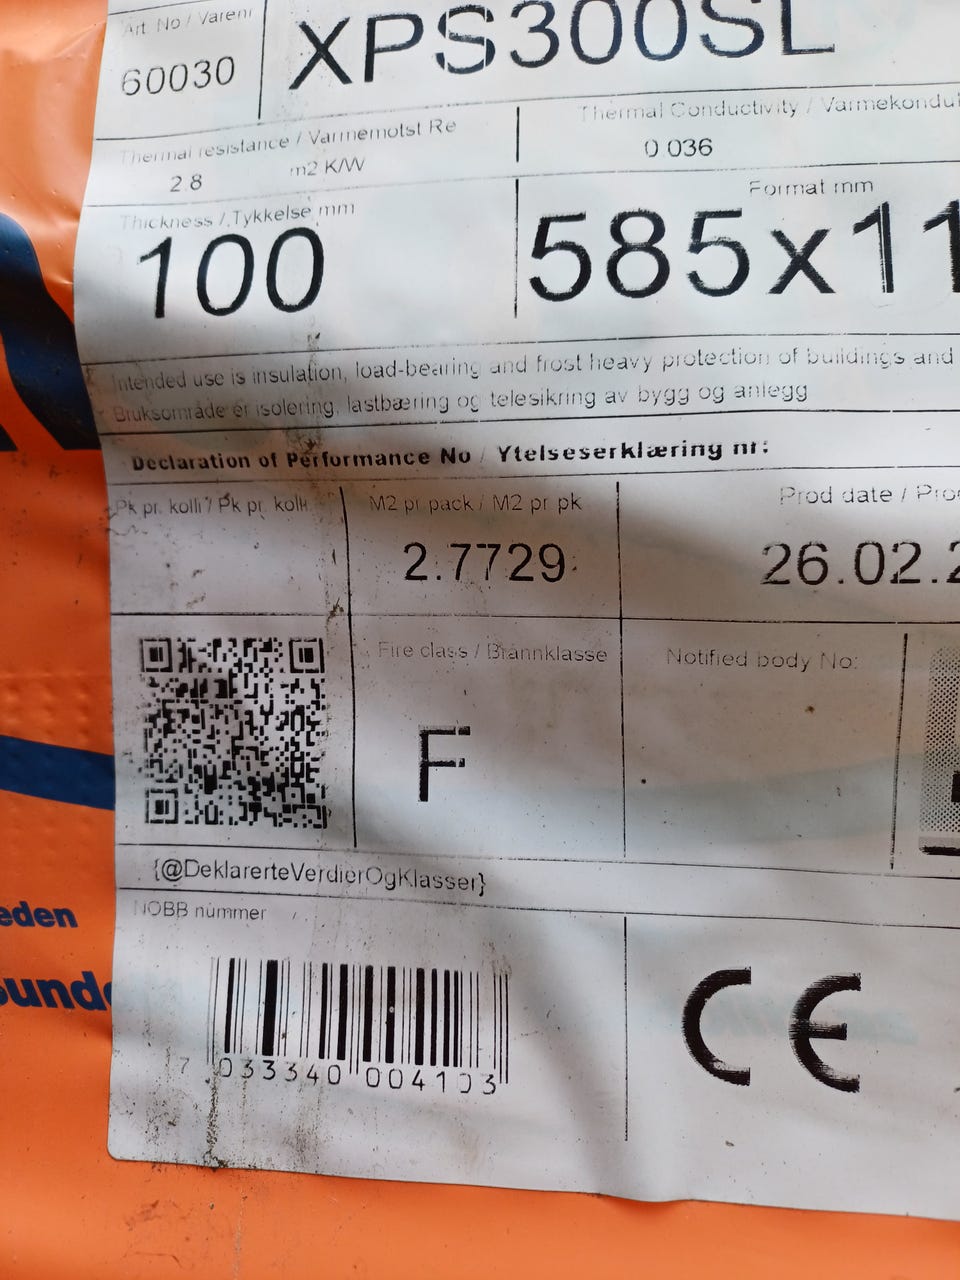 Art. No / Varenr
60030
XPS300SL
Thermal resistance / Varmemotst Re
2.8 m2 K/W
Thermal Conductivity / Varmekondu
0.036
Thickness / Tykkelse mm
100
Format mm
585x11
Intended use is insulation, load-bearing and frost heavy protection of buildings and
Bruksområde er isolering, lastbæring og telesikring av bygg og anlegg
Declaration of Performance No / Ytelseserklæring nr:
Pk pr. kolli / Pk pr. kolli
M2 pr pack / M2 pr pk
2.7729
Prod date / Pro
26.02.2
Fire class / Brannklasse
F
Notified body No:
{@DeklarerteVerdierOgKlasser}
NOBB nummer
7 033340 004103
CE
eden
und